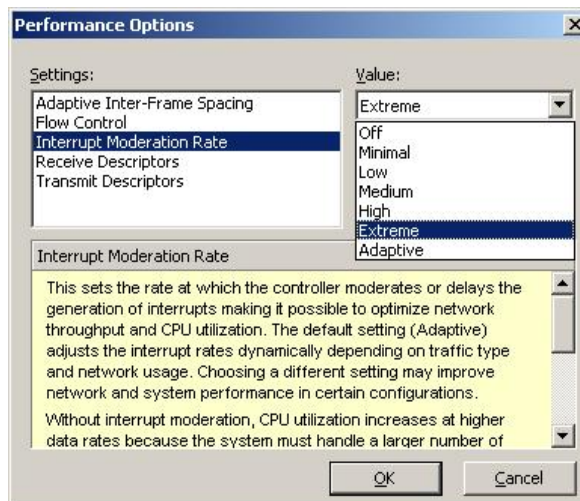 Performance Options
Settings:
Value:
Adaptive Inter-Frame Spacing
Flow Control
Interrupt Moderation Rate
Receive Descriptors
Transmit Descriptors
Extreme
Off
Minimal
Low
Medium
High
Extreme
Adaptive
Interrupt Moderation Rate
This sets the rate at which the controller moderates or delays the
generation of interrupts making it possible to optimize network
throughput and CPU utilization. The default setting (Adaptive)
adjusts the interrupt rates dynamically depending on traffic type
and network usage. Choosing a different setting may improve
network and system performance in certain configurations.
Without interrupt moderation, CPU utilization increases at higher
data rates because the system must handle a larger number of
OK
Cancel